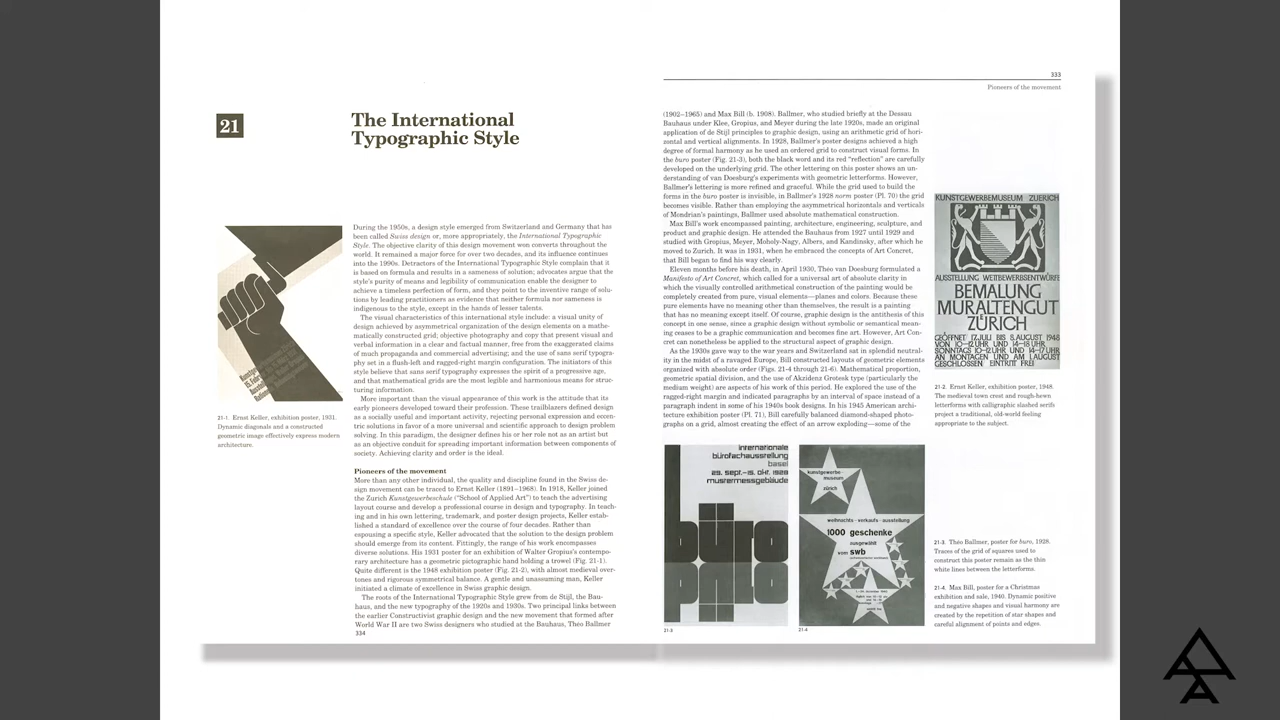 21
The International
Typographic Style
During the 1950s, a design style emerged from Switzerland and Germany that has
been called Swiss design or, more appropriately, the International Typographic
Style. The objective clarity of this design movement won converts throughout the
world. It remained a major force for over two decades, and its influence continues
into the 1990s. Detractors of the International Typographic Style complain that it
is based on formula and results in a sameness of solution; advocates argue that the
style's purity of means and legibility of communication enable the designer to
achieve a timeless perfection of form, and they point to the inventive range of solu-
tions by leading practitioners as evidence that neither formula nor sameness is
indigenous to the style, except in the hands of lesser talents.
The visual characteristics of this international style include: a visual unity of
design achieved by asymmetrical organization of the design elements on a mathe-
matically constructed grid; objective photography and copy that present visual and
verbal information in a clear and factual manner, free from the exaggerated claims
of much propaganda and commercial advertising; and the use of sans serif typogra-
phy set in a flush-left and ragged-right margin configuration. The initiators of this
style believe that sans serif typography expresses the spirit of a progressive age,
and that mathematical grids are the most legible and harmonious means for struc-
turing information.
More important than the visual appearance of this work is the attitude that its
early pioneers developed toward their profession. These trailblazers defined design
as a socially useful and important activity, rejecting personal expression and eccen-
tric solutions in favor of a more universal and scientific approach to design problem
solving. In this paradigm, the designer defines his or her role not as an artist but
as an objective conduit for spreading important information between components of
society. Achieving clarity and order is the ideal.
Pioneers of the movement
More than any other individual, the quality and discipline found in the Swiss de-
sign movement can be traced to Ernst Keller (1891–1968). In 1918, Keller joined
the Zurich Kunstgewerbeschule ("School of Applied Art") to teach the advertising
layout course and develop a professional course in design and typography. In teach-
ing and in his own lettering, trademark, and poster design projects, Keller estab-
lished a standard of excellence over the course of four decades. Rather than
espousing a specific style, Keller advocated that the solution to the design problem
should emerge from its content. Fittingly, the range of his work encompasses
diverse solutions. His 1931 poster for an exhibition of Walter Gropius's contempo-
rary architecture has a geometric pictographic hand holding a trowel (Fig. 21-1).
Quite different is the 1948 exhibition poster (Fig. 21-2), with almost medieval over-
tones and rigorous symmetrical balance. A gentle and unassuming man, Keller
initiated a climate of excellence in Swiss graphic design.
The roots of the International Typographic Style grew from de Stijl, the Bau-
haus, and the new typography of the 1920s and 1930s. Two principal links between
the earlier Constructivist graphic design and the new movement that formed after
World War II are two Swiss designers who studied at the Bauhaus, Theo Ballmer
334
21-1. Ernst Keller, exhibition poster, 1931.
Dynamic diagonals and a constructed
geometric image effectively express modern
architecture.
333
Pioneers of the movement
(1902–1965) and Max Bill (b. 1908). Ballmer, who studied briefly at the Dessau
Bauhaus under Klee, Gropius, and Meyer during the late 1920s, made an original
application of de Stijl principles to graphic design, using an arithmetic grid of hori-
zontal and vertical alignments. In 1928, Ballmer's poster designs achieved a high
degree of formal harmony as he used an ordered grid to construct visual forms. In
the buro poster (Fig. 21-3), both the black word and its red "reflection" are carefully
developed on the underlying grid. The other lettering on this poster shows an un-
derstanding of van Doesburg's experiments with geometric letterforms. However,
Ballmer's lettering is more refined and graceful. While the grid used to build the
forms in the buro poster is invisible, in Ballmer's 1928 norm poster (Pl. 70) the grid
becomes visible. Rather than employing the asymmetrical horizontals and verticals
of Mondrian's paintings, Ballmer used absolute mathematical construction.
Max Bill's work encompassed painting, architecture, engineering, sculpture, and
product and graphic design. He attended the Bauhaus from 1927 until 1929 and
studied with Gropius, Meyer, Moholy-Nagy, Albers, and Kandinsky, after which he
moved to Zurich. It was in 1931, when he embraced the concepts of Art Concret,
that Bill began to find his way clearly.
Eleven months before his death, in April 1930, Théo van Doesburg formulated a
Manifesto of Art Concret, which called for a universal art of absolute clarity in
which the visually controlled arithmetical construction of the painting would be
completely created from pure, visual elements—planes and colors. Because these
pure elements have no meaning other than themselves, the result is a painting
that has no meaning except itself. Of course, graphic design is the antithesis of this
concept in one sense, since a graphic design without symbolic or semantical mean-
ing ceases to be a graphic communication and becomes fine art. However, Art Con-
cret can nonetheless be applied to the structural aspect of graphic design.
As the 1930s gave way to the war years and Switzerland sat in splendid neutral-
ity in the midst of a ravaged Europe, Bill constructed layouts of geometric elements
organized with absolute order (Figs. 21-4 through 21-6). Mathematical proportion,
geometric spatial division, and the use of Akzidenz Grotesk type (particularly the
medium weight) are aspects of his work of this period. He explored the use of the
ragged-right margin and indicated paragraphs by an interval of space instead of a
paragraph indent in some of his 1940s book designs. In his 1945 American archi-
tecture exhibition poster (Pl. 71), Bill carefully balanced diamond-shaped photo-
graphs on a grid, almost creating the effect of an arrow exploding—some of the
KUNSTGEWERBEMUSEUM ZUERICH
AUSSTELLUNG WETTBEWERBSENTWÜRFE
BEMALUNG
MURALTENGUT
ZÜRICH
GEÖFFNET 17.JULI BIS 8.AUGUST 1948
VON 10-12UHR UND 14-18UHR
SONNTAGS 10-12UHR UND 14-17UHR
AN MONTAGEN UND AM 1.AUGUST
GESCHLOSSEN EINTRITT FREI
21-2. Ernst Keller, exhibition poster, 1948.
The medieval town crest and rough-hewn
letterforms with calligraphic slashed serifs
project a traditional, old-world feeling
appropriate to the subject.
internationale
bürofachausstellung
basel
29. sept.-15. okt. 1928
mustermessgebäude
büro
21-3
kunstgewerbe-
museum
zürich
weihnachts-verkaufs-ausstellung
1000 geschenke
ausgewählt
vom swb
21-4
21-3. Théo Ballmer, poster for buro, 1928.
Traces of the grid of squares used to
construct this poster remain as the thin
white lines between the letterforms.
21-4. Max Bill, poster for a Christmas
exhibition and sale, 1940. Dynamic positive
and negative shapes and visual harmony are
created by the repetition of star shapes and
careful alignment of points and edges.